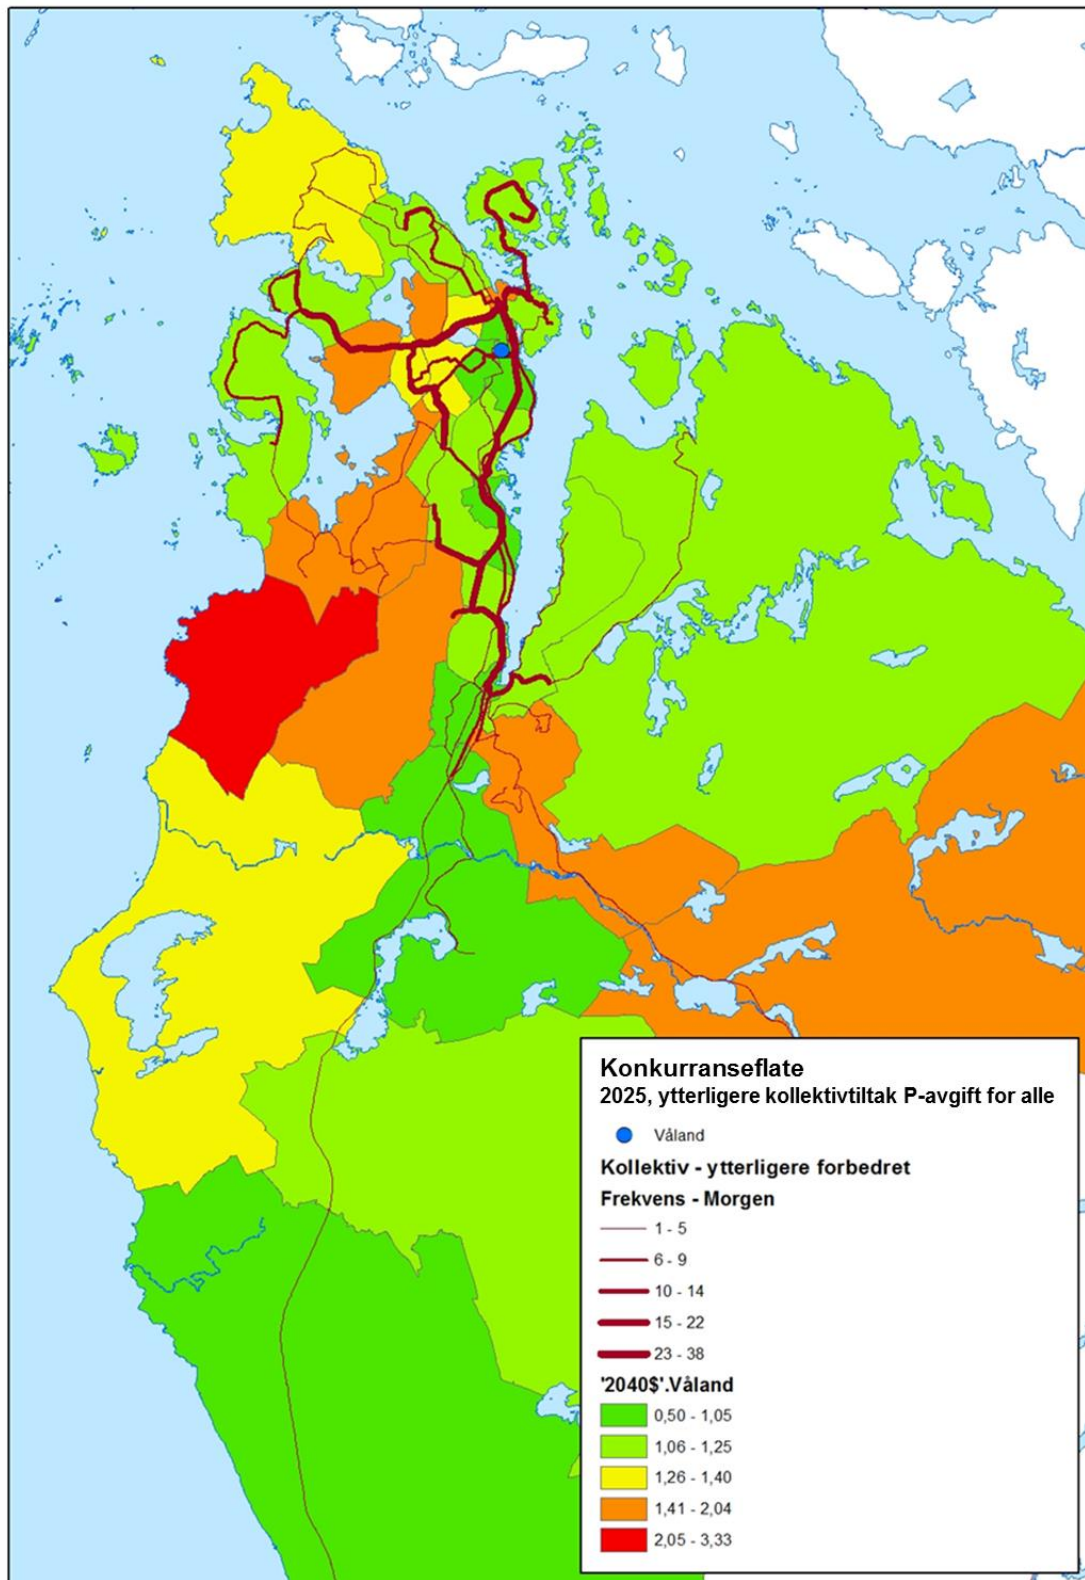 Konkurranseflate
2025, ytterligere kollektivtiltak P-avgift for alle
Våland
Kollektiv - ytterligere forbedret
Frekvens - Morgen
1 - 5
6 - 9
10 - 14
15 - 22
23 - 38
'2040$'.Våland
0,50 - 1,05
1,06 - 1,25
1,26 - 1,40
1,41 - 2,04
2,05 - 3,33